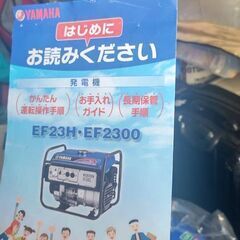 YAMAHA
はじめに
お読みください
発電機
かんたん
運転操作手順
お手入れ
ガイド
長期保管
手順
EF23H・EF2300
YAMAHA